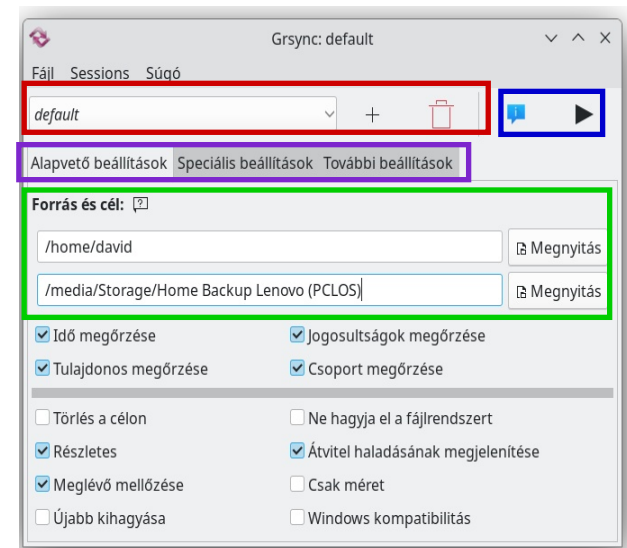 Grsync: default
Fájl Sessions Súgó
default
Alapvető beállítások Speciális beállítások További beállítások
Forrás és cél:
/home/david Megnyitás
/media/Storage/Home Backup Lenovo (PCLOS) Megnyitás
Idő megőrzése Jogosultságok megőrzése
Tulajdonos megőrzése Csoport megőrzése
Törlés a célon Ne hagyja el a fájlrendszert
Részletes Átvitel haladásának megjelenítése
Meglévő mellőzése Csak méret
Újabb kihagyása Windows kompatibilitás